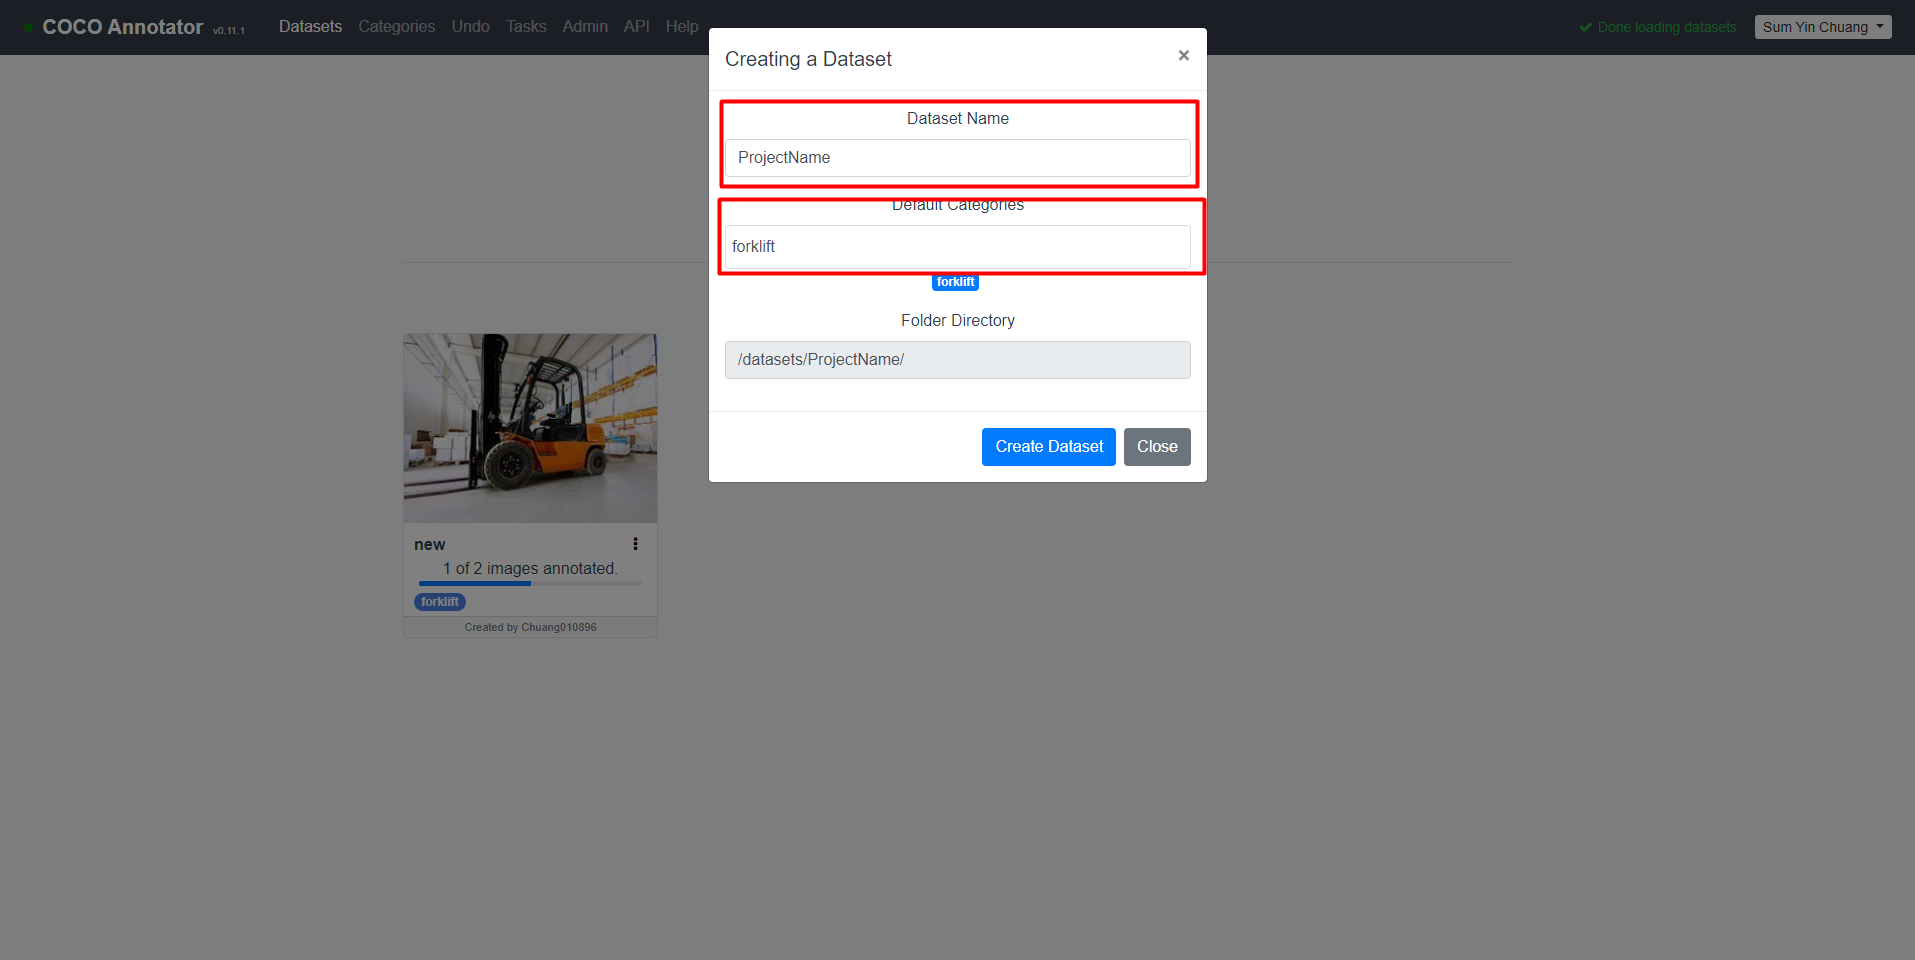 COCO Annotator v0.11.1 Datasets Categories Undo Tasks Admin API Help Done loading datasets Sum Yin Chuang
Creating a Dataset ×
Dataset Name
ProjectName
Default Categories
forklift
forklift
Folder Directory
/datasets/ProjectName/
Create Dataset Close
new
1 of 2 images annotated.
forklift
Created by Chuang010896